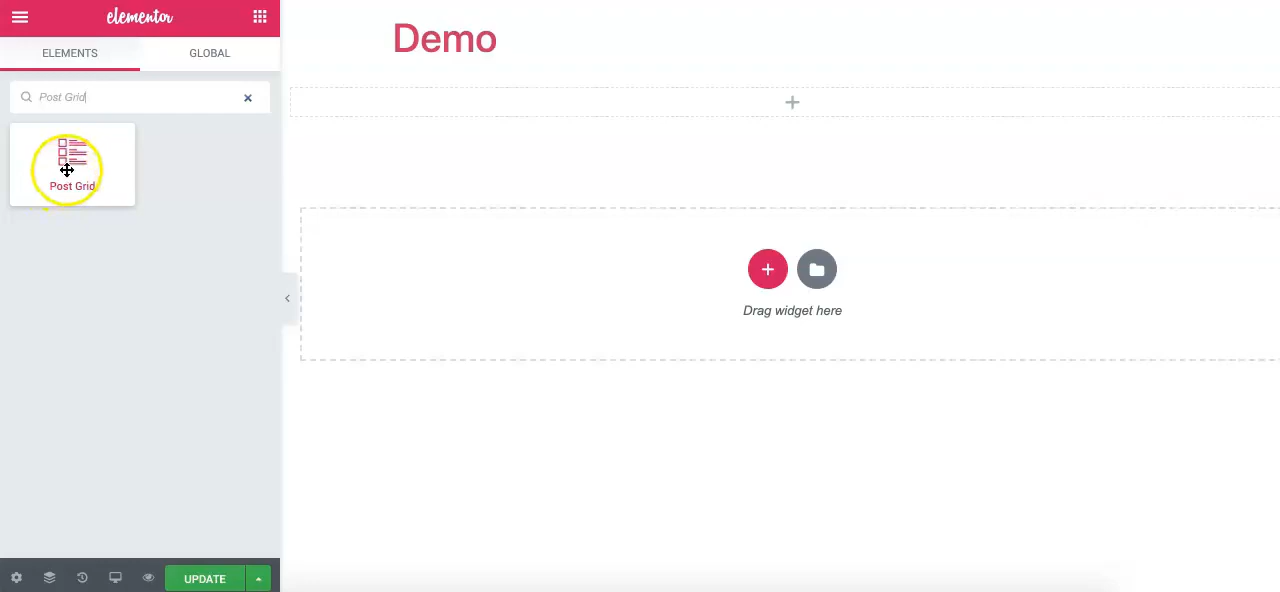 elementor
ELEMENTS GLOBAL
Post Grid
Post Grid
UPDATE
Demo
Drag widget here